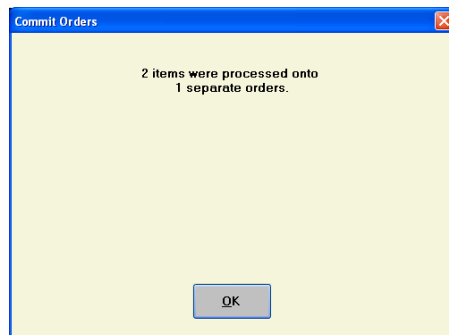 Commit Orders
2 items were processed onto
1 separate orders.
OK